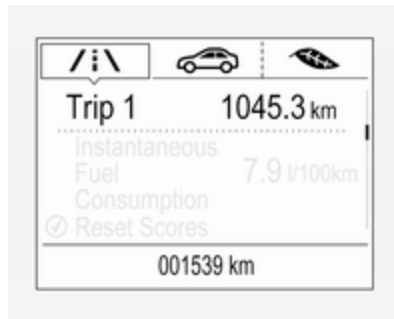 Trip 1 1045.3 km
Instantaneous
Fuel 7.9 l/100km
Consumption
Reset Scores
001539 km